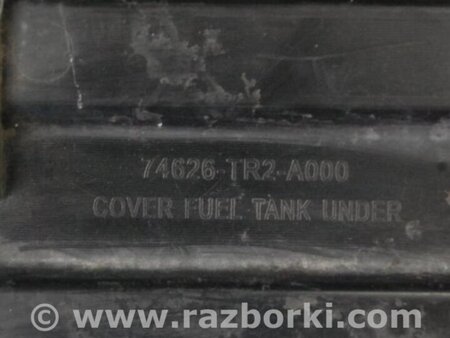 74626-TR2-A000
COVER FUEL TANK UNDER
© www.razborki.com